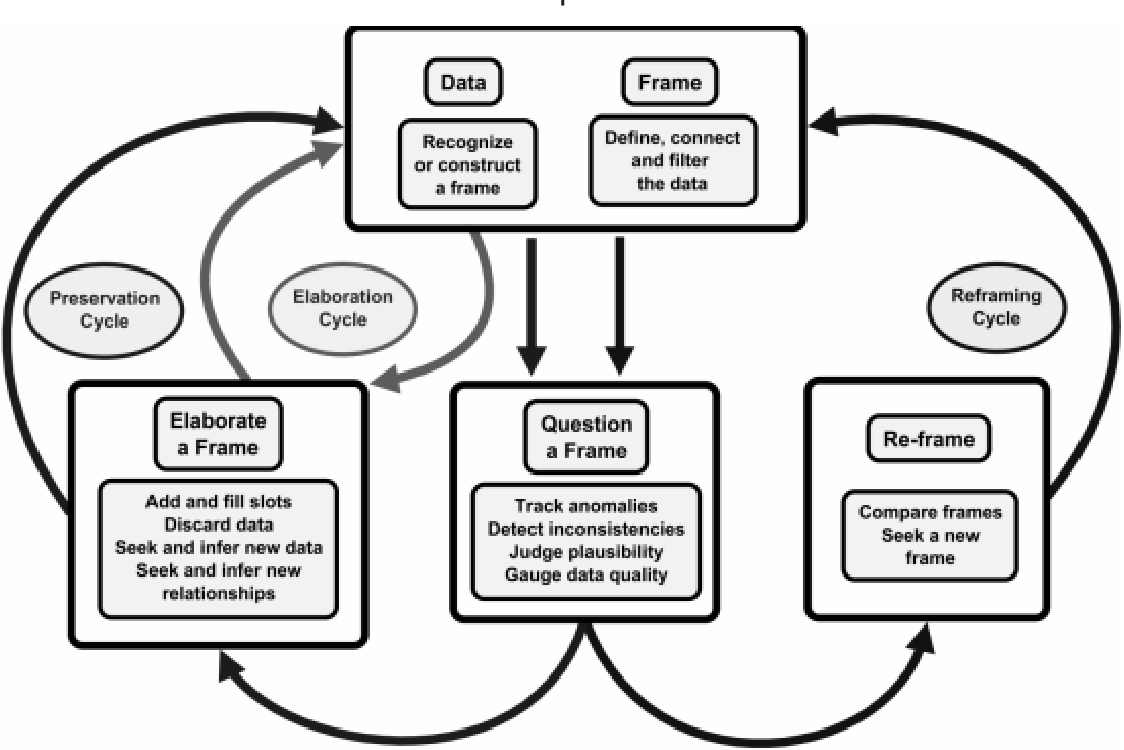 Data
Frame
Recognize
or construct
a frame
Define, connect
and filter
the data
Preservation
Cycle
Elaboration
Cycle
Reframing
Cycle
Elaborate
a Frame
Add and fill slots
Discard data
Seek and infer new data
Seek and infer new
relationships
Question
a Frame
Track anomalies
Detect inconsistencies
Judge plausibility
Gauge data quality
Re-frame
Compare frames
Seek a new
frame